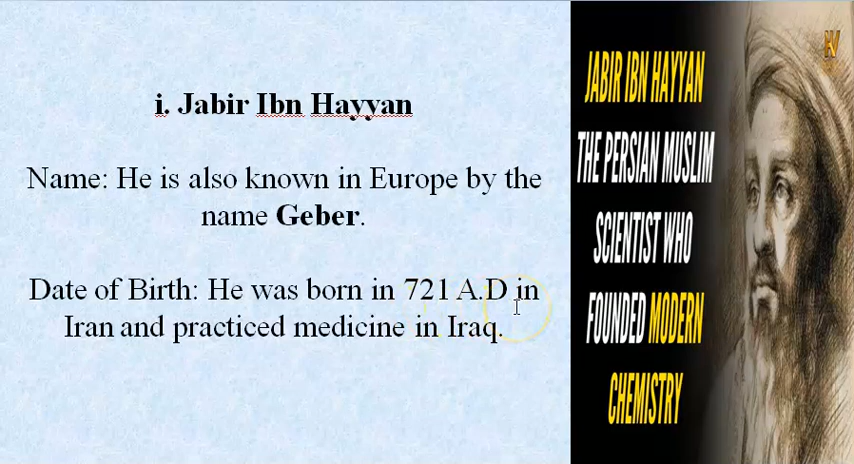 i. Jabir Ibn Hayyan
Name: He is also known in Europe by the
name Geber.
Date of Birth: He was born in 721 A.D in
Iran and practiced medicine in Iraq.
JABIR IBN HAYYAN
THE PERSIAN MUSLIM
SCIENTIST WHO
FOUNDED MODERN
CHEMISTRY